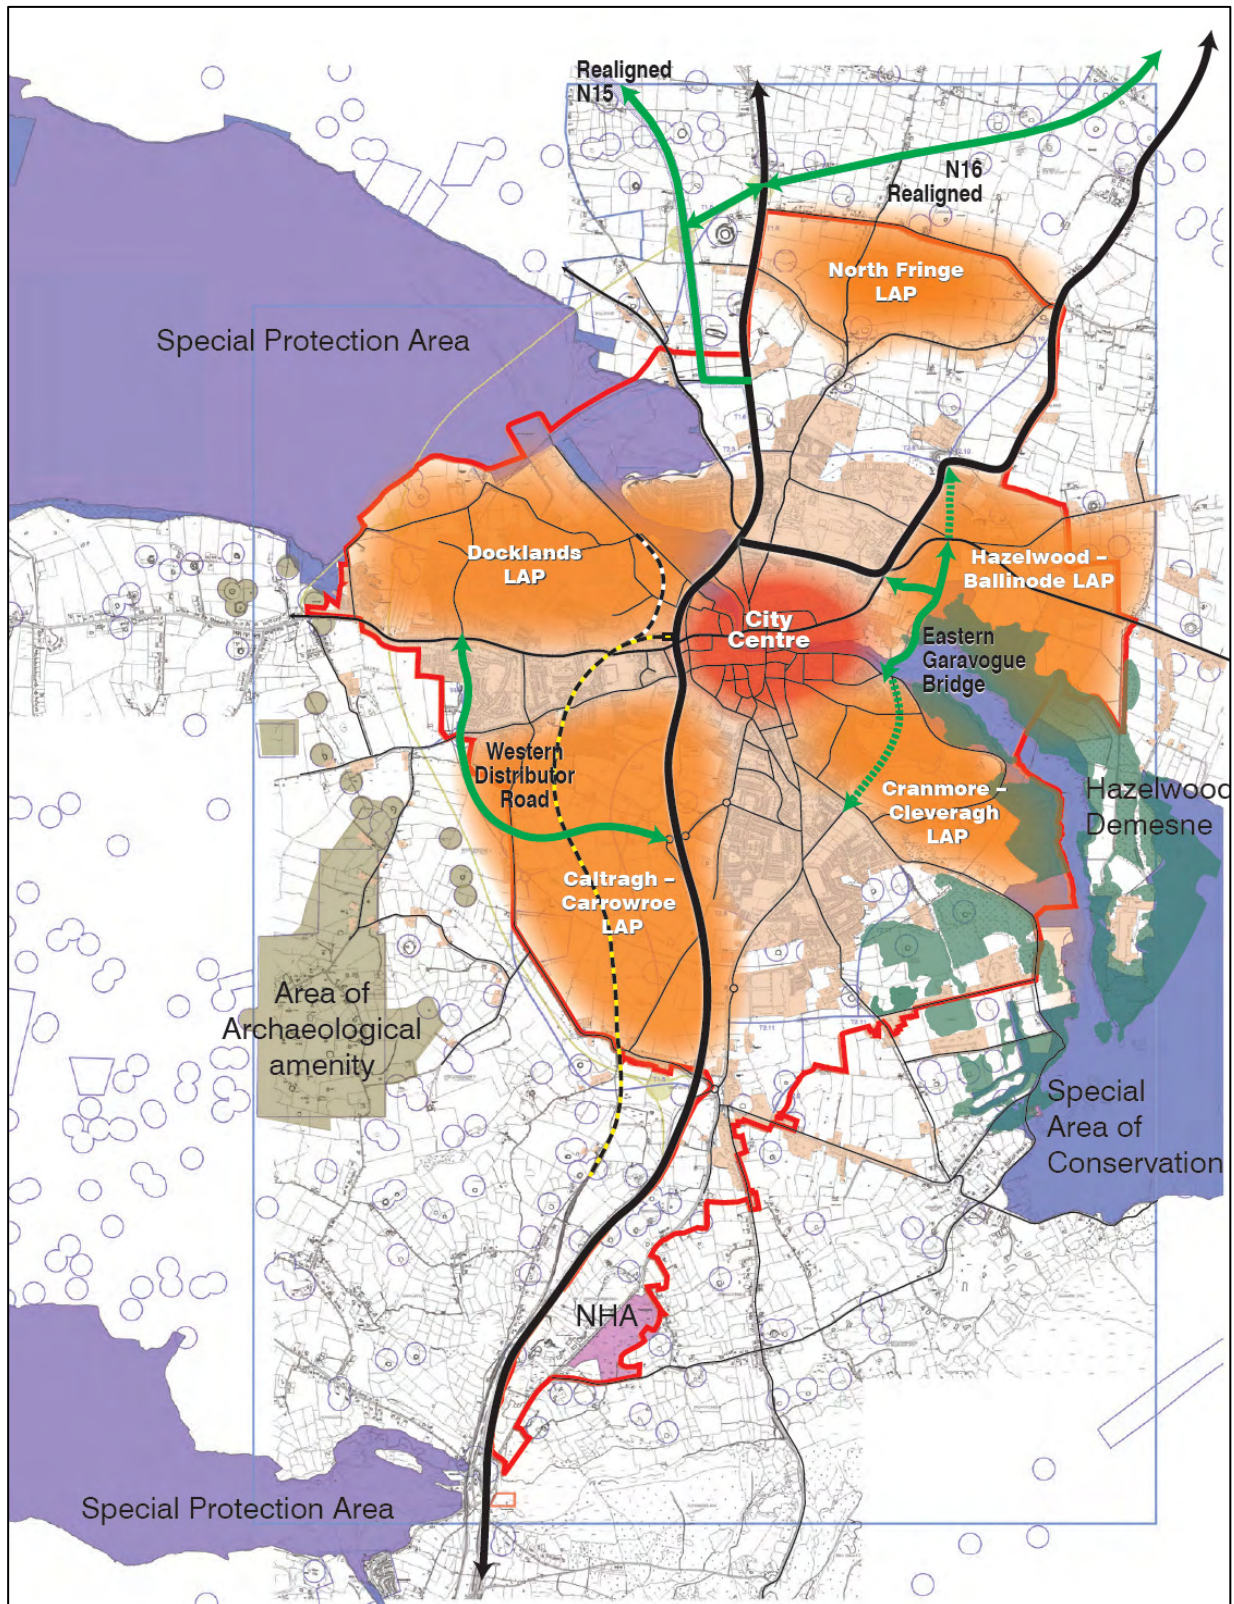 Realigned
N15
N16
Realigned
North Fringe
LAP
Special Protection Area
Docklands
LAP
Hazelwood –
Ballinode LAP
City
Centre
Eastern
Garavogue
Bridge
Western
Distributor
Road
Cranmore –
Cleveragh
LAP
Hazelwood
Demesne
Caltragh –
Carrowroe
LAP
Area of
Archaeological
amenity
Special
Area of
Conservation
NHA
Special Protection Area